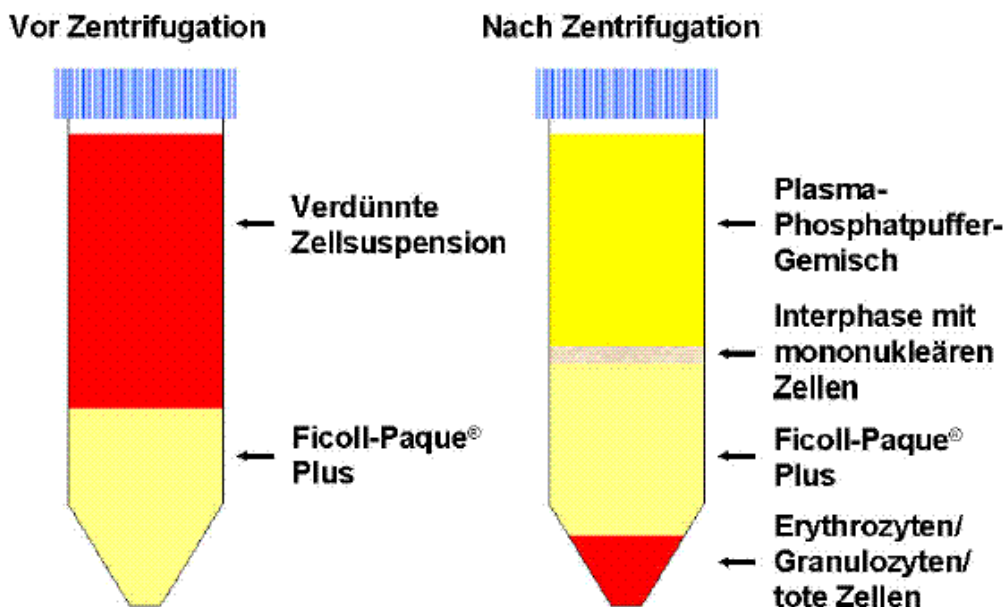 Vor Zentrifugation
Verdünnte
Zellsuspension
Ficoll-Paque®
Plus
Nach Zentrifugation
Plasma-
Phosphatpuffer-
Gemisch
Interphase mit
mononukleären
Zellen
Ficoll-Paque®
Plus
Erythrozyten/
Granulozyten/
tote Zellen